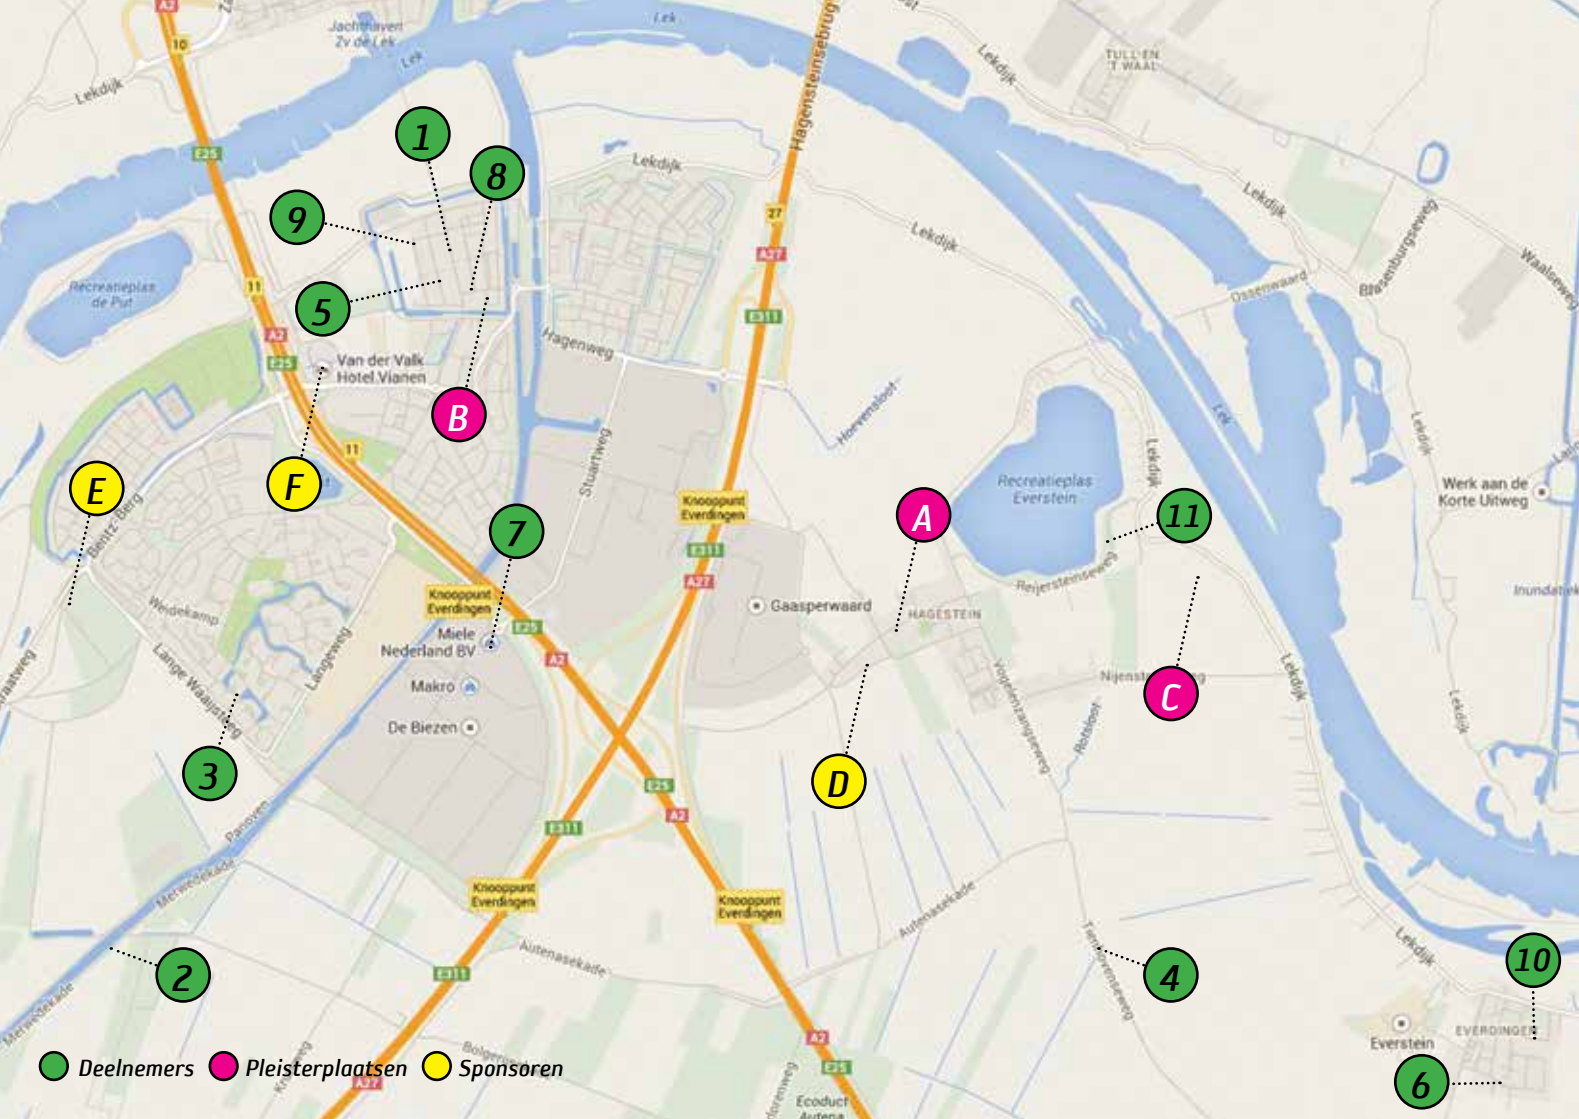 A2
10
Jachthaven
Zv de Lek
Lek
Lek
Lekdijk
Hagensteinsebrug
Lekdijk
TULL EN
'T WAAL
E25
1
8
9
5
Lekdijk
27
A27
Lekdijk
Lekdijk
Blasenburgseweg
Waalseweg
Ossenwaard
Recreatieplas
de Put
11
A2
E25
E311
Van der Valk
Hotel Vianen
Hagenweg
B
Hoevensloot
Lek
Lekdijk
Lekdijk
11
Stuartweg
E
F
Bentz-Berg
7
Knooppunt
Everdingen
A
Recreatieplas
Everstein
11
Werk aan de
Korte Uitweg
E311
A27
Reijersteinseweg
Knooppunt
Everdingen
Weidekamp
Gaasperwaard
HAGESTEIN
E25
Miele
Nederland BV
A2
Lange Waaijsteeg
Langeweg
Makro
De Biezen
Vogelenzangseweg
C
Lekdijk
Lekdijk
Rotsloot
3
D
E25
A2
E311
Panoven
Merwedekade
Knooppunt
Everdingen
Knooppunt
Everdingen
Autenasekade
Autenasekade
2
Merwedekade
E311
4
Lekdijk
10
A2
E25
Everstein
EVERDINGEN
6
A27
Deelnemers
Pleisterplaatsen
Sponsoren
Ecoduct
Autena